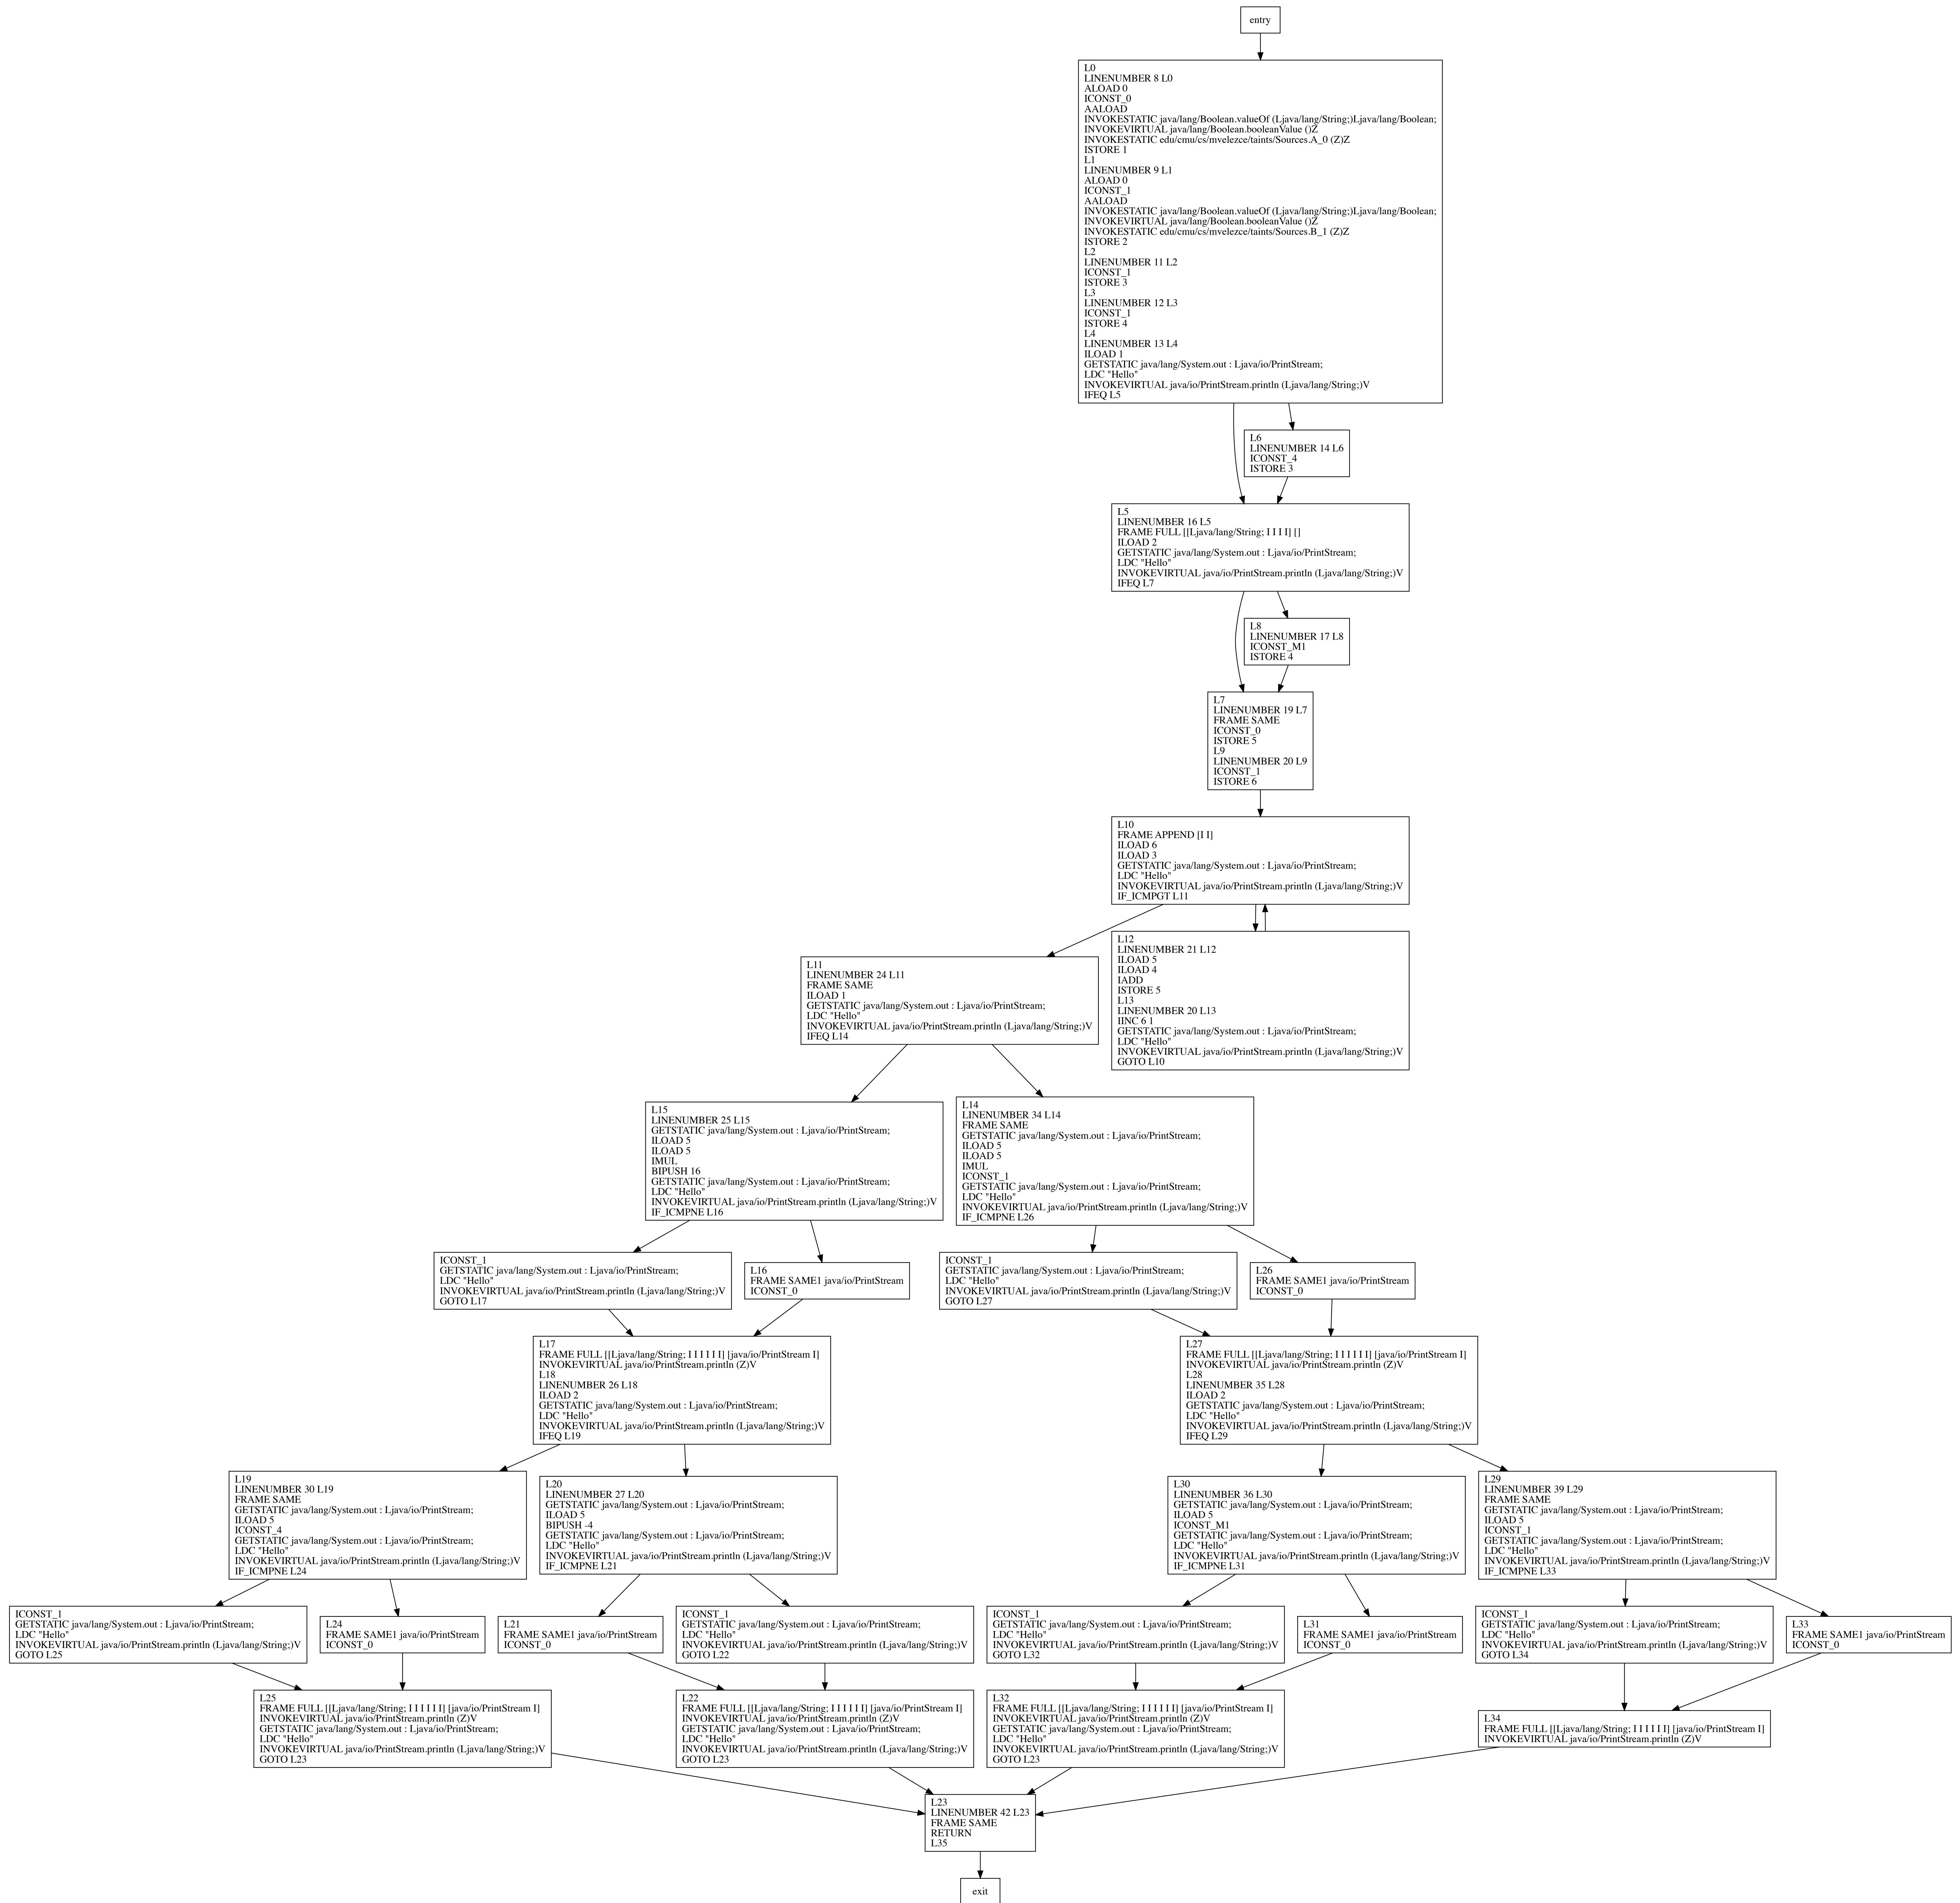 entry
L0
LINENUMBER 8 L0
ALOAD 0
ICONST_0
AALOAD
INVOKESTATIC java/lang/Boolean.valueOf (Ljava/lang/String;)Ljava/lang/Boolean;
INVOKEVIRTUAL java/lang/Boolean.booleanValue ()Z
INVOKESTATIC edu/cmu/cs/mvelezce/taints/Sources.A_0 (Z)Z
ISTORE 1
L1
LINENUMBER 9 L1
ALOAD 0
ICONST_1
AALOAD
INVOKESTATIC java/lang/Boolean.valueOf (Ljava/lang/String;)Ljava/lang/Boolean;
INVOKEVIRTUAL java/lang/Boolean.booleanValue ()Z
INVOKESTATIC edu/cmu/cs/mvelezce/taints/Sources.B_1 (Z)Z
ISTORE 2
L2
LINENUMBER 11 L2
ICONST_1
ISTORE 3
L3
LINENUMBER 12 L3
ICONST_1
ISTORE 4
L4
LINENUMBER 13 L4
ILOAD 1
GETSTATIC java/lang/System.out : Ljava/io/PrintStream;
LDC "Hello"
INVOKEVIRTUAL java/io/PrintStream.println (Ljava/lang/String;)V
IFEQ L5
L6
LINENUMBER 14 L6
ICONST_4
ISTORE 3
L5
LINENUMBER 16 L5
FRAME FULL [[Ljava/lang/String; I I I I] []
ILOAD 2
GETSTATIC java/lang/System.out : Ljava/io/PrintStream;
LDC "Hello"
INVOKEVIRTUAL java/io/PrintStream.println (Ljava/lang/String;)V
IFEQ L7
L8
LINENUMBER 17 L8
ICONST_M1
ISTORE 4
L7
LINENUMBER 19 L7
FRAME SAME
ICONST_0
ISTORE 5
L9
LINENUMBER 20 L9
ICONST_1
ISTORE 6
L10
FRAME APPEND [I I]
ILOAD 6
ILOAD 3
GETSTATIC java/lang/System.out : Ljava/io/PrintStream;
LDC "Hello"
INVOKEVIRTUAL java/io/PrintStream.println (Ljava/lang/String;)V
IF_ICMPGT L11
L12
LINENUMBER 21 L12
ILOAD 5
ILOAD 4
IADD
ISTORE 5
L13
LINENUMBER 20 L13
IINC 6 1
GETSTATIC java/lang/System.out : Ljava/io/PrintStream;
LDC "Hello"
INVOKEVIRTUAL java/io/PrintStream.println (Ljava/lang/String;)V
GOTO L10
L11
LINENUMBER 24 L11
FRAME SAME
ILOAD 1
GETSTATIC java/lang/System.out : Ljava/io/PrintStream;
LDC "Hello"
INVOKEVIRTUAL java/io/PrintStream.println (Ljava/lang/String;)V
IFEQ L14
L15
LINENUMBER 25 L15
GETSTATIC java/lang/System.out : Ljava/io/PrintStream;
ILOAD 5
ILOAD 5
IMUL
BIPUSH 16
GETSTATIC java/lang/System.out : Ljava/io/PrintStream;
LDC "Hello"
INVOKEVIRTUAL java/io/PrintStream.println (Ljava/lang/String;)V
IF_ICMPNE L16
L14
LINENUMBER 34 L14
FRAME SAME
GETSTATIC java/lang/System.out : Ljava/io/PrintStream;
ILOAD 5
ILOAD 5
IMUL
ICONST_1
GETSTATIC java/lang/System.out : Ljava/io/PrintStream;
LDC "Hello"
INVOKEVIRTUAL java/io/PrintStream.println (Ljava/lang/String;)V
IF_ICMPNE L26
ICONST_1
GETSTATIC java/lang/System.out : Ljava/io/PrintStream;
LDC "Hello"
INVOKEVIRTUAL java/io/PrintStream.println (Ljava/lang/String;)V
GOTO L17
L16
FRAME SAME1 java/io/PrintStream
ICONST_0
ICONST_1
GETSTATIC java/lang/System.out : Ljava/io/PrintStream;
LDC "Hello"
INVOKEVIRTUAL java/io/PrintStream.println (Ljava/lang/String;)V
GOTO L27
L26
FRAME SAME1 java/io/PrintStream
ICONST_0
L17
FRAME FULL [[Ljava/lang/String; I I I I I I] [java/io/PrintStream I]
INVOKEVIRTUAL java/io/PrintStream.println (Z)V
L18
LINENUMBER 26 L18
ILOAD 2
GETSTATIC java/lang/System.out : Ljava/io/PrintStream;
LDC "Hello"
INVOKEVIRTUAL java/io/PrintStream.println (Ljava/lang/String;)V
IFEQ L19
L27
FRAME FULL [[Ljava/lang/String; I I I I I I] [java/io/PrintStream I]
INVOKEVIRTUAL java/io/PrintStream.println (Z)V
L28
LINENUMBER 35 L28
ILOAD 2
GETSTATIC java/lang/System.out : Ljava/io/PrintStream;
LDC "Hello"
INVOKEVIRTUAL java/io/PrintStream.println (Ljava/lang/String;)V
IFEQ L29
L19
LINENUMBER 30 L19
FRAME SAME
GETSTATIC java/lang/System.out : Ljava/io/PrintStream;
ILOAD 5
ICONST_4
GETSTATIC java/lang/System.out : Ljava/io/PrintStream;
LDC "Hello"
INVOKEVIRTUAL java/io/PrintStream.println (Ljava/lang/String;)V
IF_ICMPNE L24
L20
LINENUMBER 27 L20
GETSTATIC java/lang/System.out : Ljava/io/PrintStream;
ILOAD 5
BIPUSH -4
GETSTATIC java/lang/System.out : Ljava/io/PrintStream;
LDC "Hello"
INVOKEVIRTUAL java/io/PrintStream.println (Ljava/lang/String;)V
IF_ICMPNE L21
L30
LINENUMBER 36 L30
GETSTATIC java/lang/System.out : Ljava/io/PrintStream;
ILOAD 5
ICONST_M1
GETSTATIC java/lang/System.out : Ljava/io/PrintStream;
LDC "Hello"
INVOKEVIRTUAL java/io/PrintStream.println (Ljava/lang/String;)V
IF_ICMPNE L31
L29
LINENUMBER 39 L29
FRAME SAME
GETSTATIC java/lang/System.out : Ljava/io/PrintStream;
ILOAD 5
ICONST_1
GETSTATIC java/lang/System.out : Ljava/io/PrintStream;
LDC "Hello"
INVOKEVIRTUAL java/io/PrintStream.println (Ljava/lang/String;)V
IF_ICMPNE L33
ICONST_1
GETSTATIC java/lang/System.out : Ljava/io/PrintStream;
LDC "Hello"
INVOKEVIRTUAL java/io/PrintStream.println (Ljava/lang/String;)V
GOTO L25
L24
FRAME SAME1 java/io/PrintStream
ICONST_0
L21
FRAME SAME1 java/io/PrintStream
ICONST_0
ICONST_1
GETSTATIC java/lang/System.out : Ljava/io/PrintStream;
LDC "Hello"
INVOKEVIRTUAL java/io/PrintStream.println (Ljava/lang/String;)V
GOTO L22
ICONST_1
GETSTATIC java/lang/System.out : Ljava/io/PrintStream;
LDC "Hello"
INVOKEVIRTUAL java/io/PrintStream.println (Ljava/lang/String;)V
GOTO L32
L31
FRAME SAME1 java/io/PrintStream
ICONST_0
ICONST_1
GETSTATIC java/lang/System.out : Ljava/io/PrintStream;
LDC "Hello"
INVOKEVIRTUAL java/io/PrintStream.println (Ljava/lang/String;)V
GOTO L34
L33
FRAME SAME1 java/io/PrintStream
ICONST_0
L25
FRAME FULL [[Ljava/lang/String; I I I I I I] [java/io/PrintStream I]
INVOKEVIRTUAL java/io/PrintStream.println (Z)V
GETSTATIC java/lang/System.out : Ljava/io/PrintStream;
LDC "Hello"
INVOKEVIRTUAL java/io/PrintStream.println (Ljava/lang/String;)V
GOTO L23
L22
FRAME FULL [[Ljava/lang/String; I I I I I I] [java/io/PrintStream I]
INVOKEVIRTUAL java/io/PrintStream.println (Z)V
GETSTATIC java/lang/System.out : Ljava/io/PrintStream;
LDC "Hello"
INVOKEVIRTUAL java/io/PrintStream.println (Ljava/lang/String;)V
GOTO L23
L32
FRAME FULL [[Ljava/lang/String; I I I I I I] [java/io/PrintStream I]
INVOKEVIRTUAL java/io/PrintStream.println (Z)V
GETSTATIC java/lang/System.out : Ljava/io/PrintStream;
LDC "Hello"
INVOKEVIRTUAL java/io/PrintStream.println (Ljava/lang/String;)V
GOTO L23
L34
FRAME FULL [[Ljava/lang/String; I I I I I I] [java/io/PrintStream I]
INVOKEVIRTUAL java/io/PrintStream.println (Z)V
L23
LINENUMBER 42 L23
FRAME SAME
RETURN
L35
exit